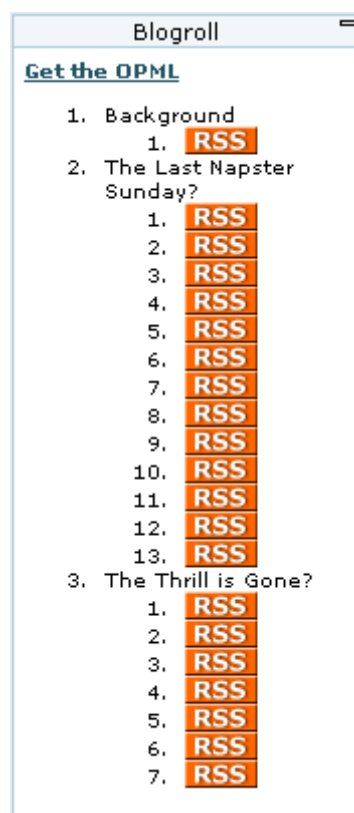 Blogroll
Get the OPML
1. Background
1. RSS
2. The Last Napster
Sunday?
1. RSS
2. RSS
3. RSS
4. RSS
5. RSS
6. RSS
7. RSS
8. RSS
9. RSS
10. RSS
11. RSS
12. RSS
13. RSS
3. The Thrill is Gone?
1. RSS
2. RSS
3. RSS
4. RSS
5. RSS
6. RSS
7. RSS